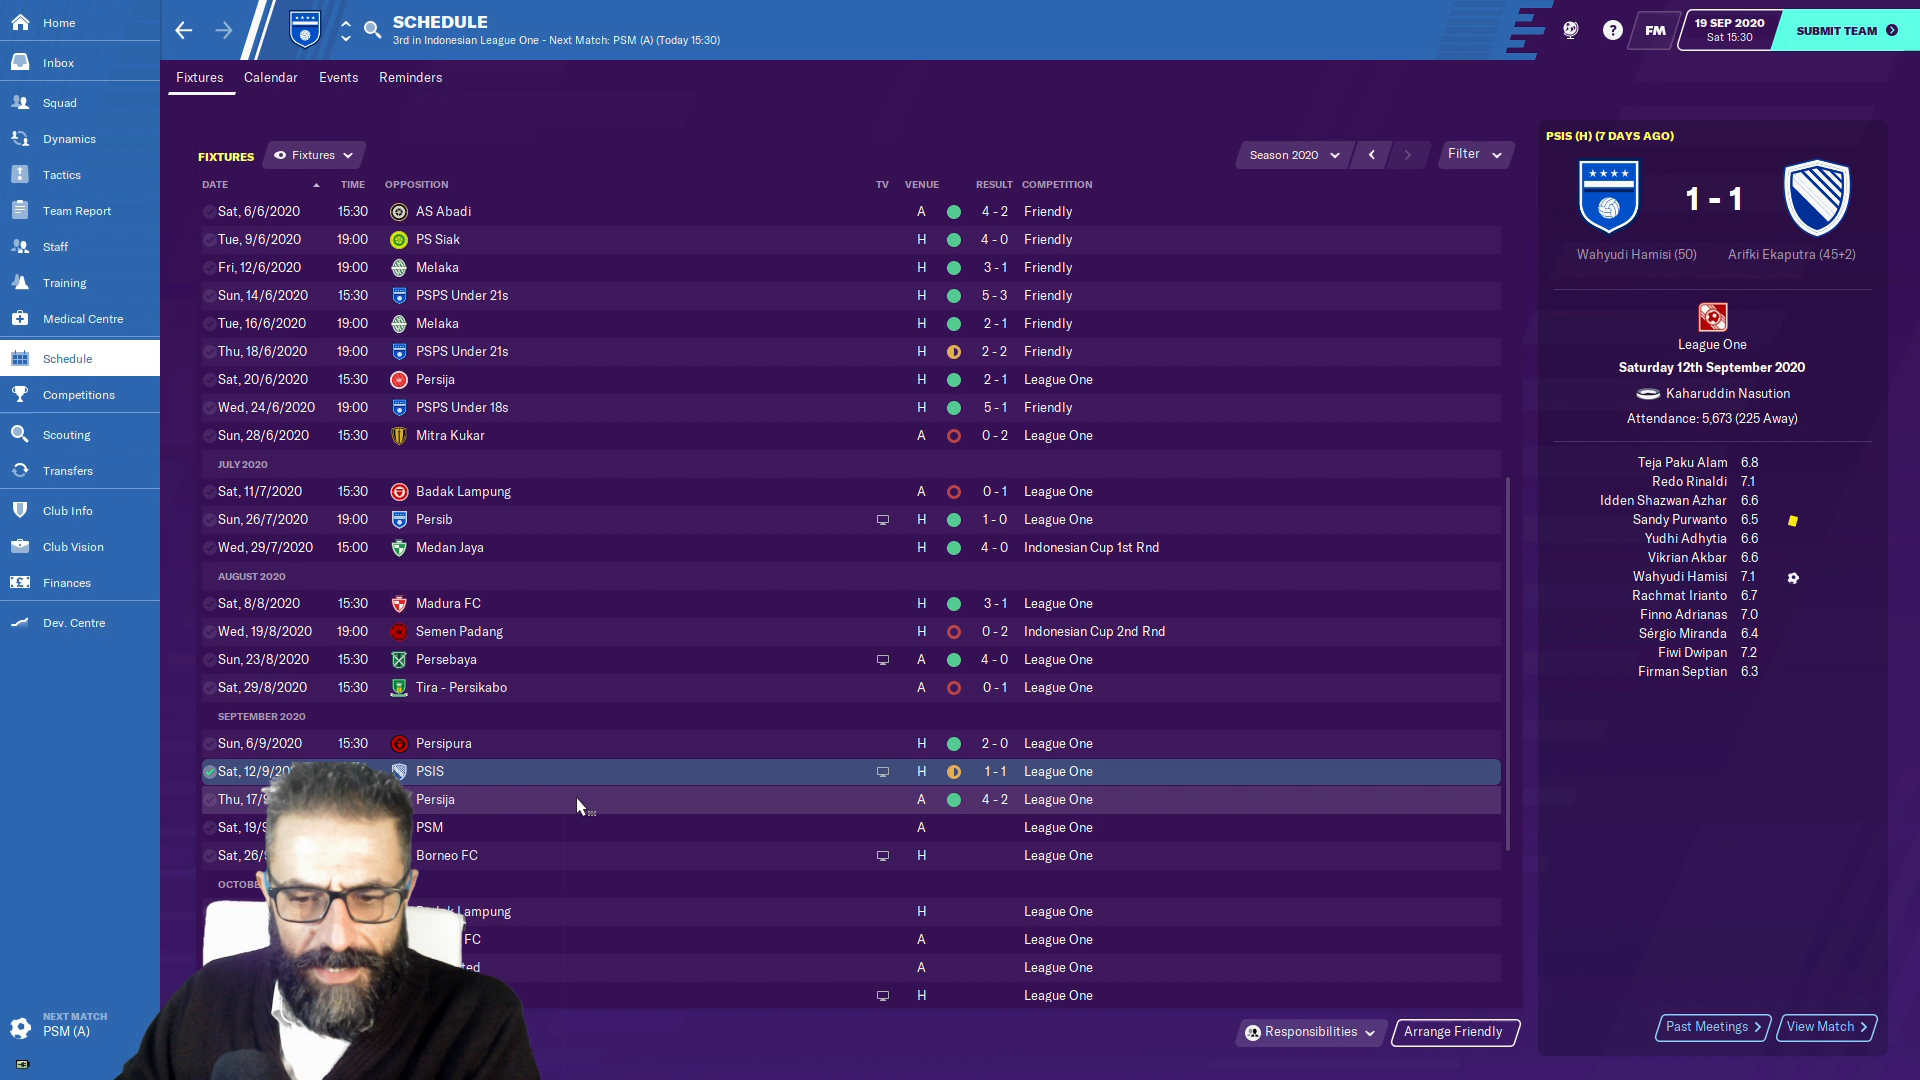 Home
Inbox
Squad
Dynamics
Tactics
Team Report
Staff
Training
Medical Centre
Schedule
Competitions
Scouting
Transfers
Club Info
Club Vision
Finances
Dev. Centre
NEXT MATCH
PSM (A)
SCHEDULE
3rd in Indonesian League One - Next Match: PSM (A) (Today 15:30)
FM
19 SEP 2020
Sat 15:30
SUBMIT TEAM
Fixtures Calendar Events Reminders
FIXTURES Fixtures Season 2020 Filter
DATE TIME OPPOSITION TV VENUE RESULT COMPETITION
Sat, 6/6/2020 15:30 AS Abadi A 4 - 2 Friendly
Tue, 9/6/2020 19:00 PS Siak H 4 - 0 Friendly
Fri, 12/6/2020 19:00 Melaka H 3 - 1 Friendly
Sun, 14/6/2020 15:30 PSPS Under 21s H 5 - 3 Friendly
Tue, 16/6/2020 19:00 Melaka H 2 - 1 Friendly
Thu, 18/6/2020 19:00 PSPS Under 21s H 2 - 2 Friendly
Sat, 20/6/2020 15:30 Persija H 2 - 1 League One
Wed, 24/6/2020 19:00 PSPS Under 18s H 5 - 1 Friendly
Sun, 28/6/2020 15:30 Mitra Kukar A 0 - 2 League One
JULY 2020
Sat, 11/7/2020 15:30 Badak Lampung A 0 - 1 League One
Sun, 26/7/2020 19:00 Persib H 1 - 0 League One
Wed, 29/7/2020 15:00 Medan Jaya H 4 - 0 Indonesian Cup 1st Rnd
AUGUST 2020
Sat, 8/8/2020 15:30 Madura FC H 3 - 1 League One
Wed, 19/8/2020 19:00 Semen Padang H 0 - 2 Indonesian Cup 2nd Rnd
Sun, 23/8/2020 15:30 Persebaya A 4 - 0 League One
Sat, 29/8/2020 15:30 Tira - Persikabo A 0 - 1 League One
SEPTEMBER 2020
Sun, 6/9/2020 15:30 Persipura H 2 - 0 League One
Sat, 12/9/20 PSIS H 1 - 1 League One
Thu, 17/9 Persija A 4 - 2 League One
Sat, 19/9 PSM A League One
Sat, 26/ Borneo FC H League One
OCTOBE
Lampung H League One
FC A League One
A League One
H League One
Responsibilities Arrange Friendly
PSIS (H) (7 DAYS AGO)
1 - 1
Wahyudi Hamisi (50) Arifki Ekaputra (45+2)
League One
Saturday 12th September 2020
Kaharuddin Nasution
Attendance: 5,673 (225 Away)
Teja Paku Alam 6.8
Redo Rinaldi 7.1
Idden Shazwan Azhar 6.6
Sandy Purwanto 6.5
Yudhi Adhytia 6.6
Vikrian Akbar 6.6
Wahyudi Hamisi 7.1
Rachmat Irianto 6.7
Finno Adrianas 7.0
Sérgio Miranda 6.4
Fiwi Dwipan 7.2
Firman Septian 6.3
Past Meetings View Match